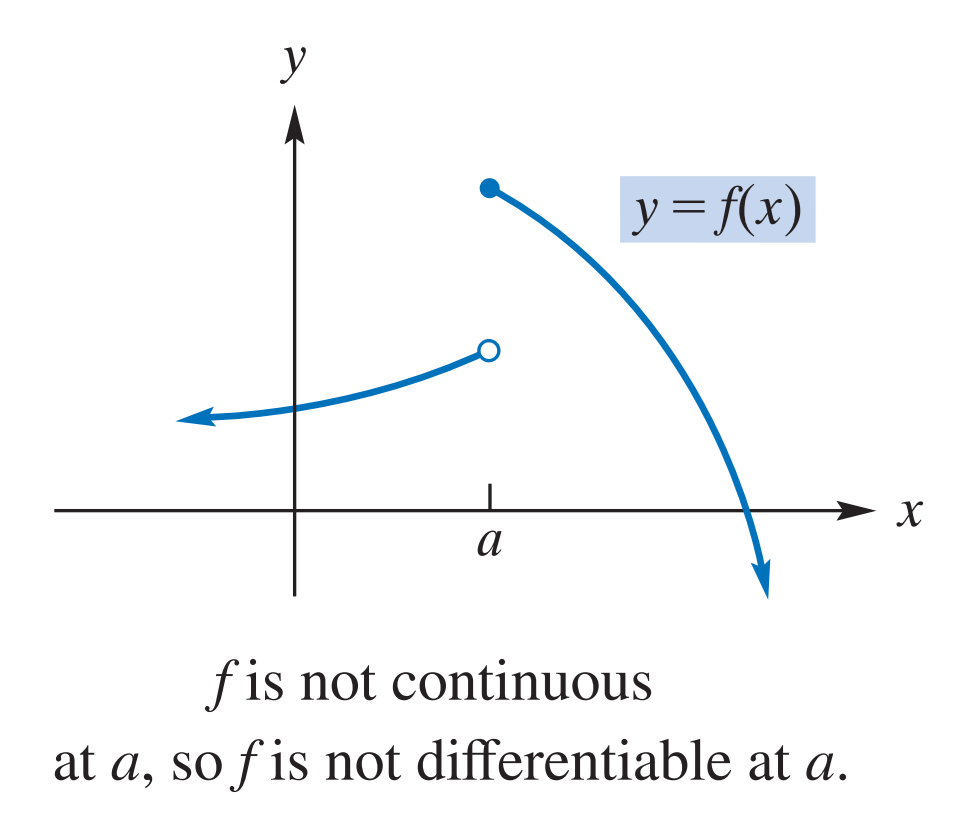 y
y = f(x)
x
a
f is not continuous
at a, so f is not differentiable at a.